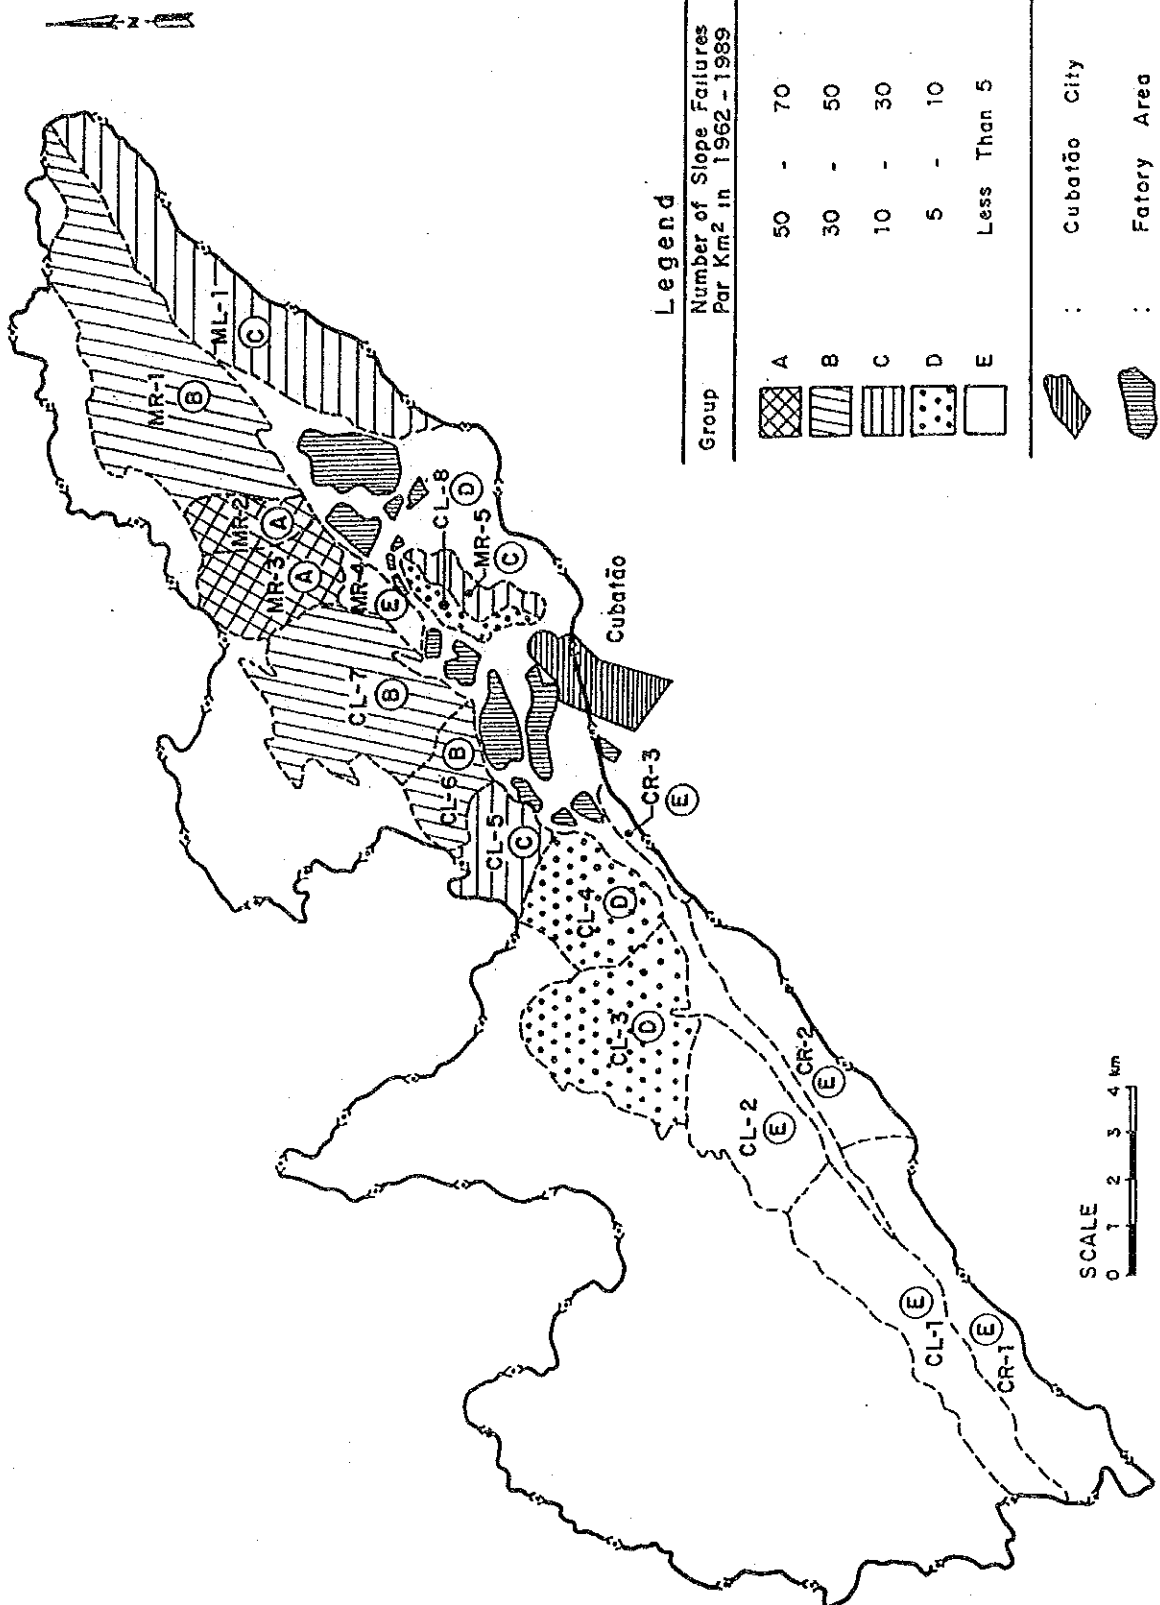 N
MR-1
B
ML-1
C
MR-2
A
MR-3
A
MR-4
E
CL-8
D
MR-5
C
CL-7
B
CL-6
B
CL-5
C
Cubatão
CR-3
E
CL-4
D
CL-3
D
CL-2
E
CR-2
E
CL-1
E
CR-1
E
SCALE
0 1 2 3 4 km
Legend
Group Number of Slope Failures
Par Km² in 1962 - 1989
A 50 - 70
B 30 - 50
C 10 - 30
D 5 - 10
E Less Than 5
: Cubatão City
: Fatory Area